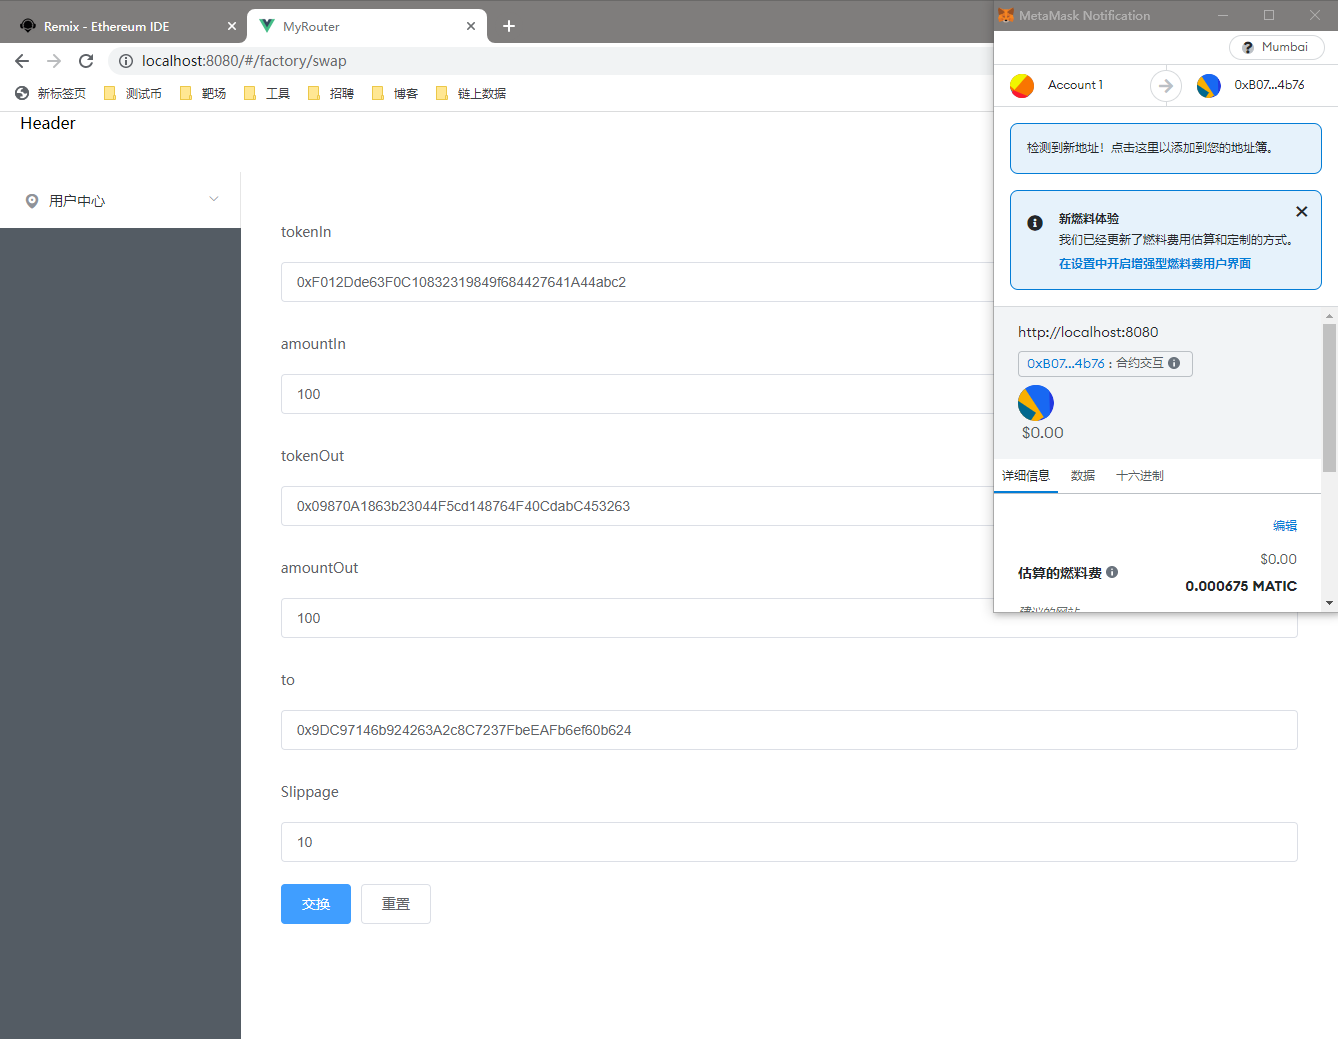 Remix - Ethereum IDE
MyRouter
localhost:8080/#/factory/swap
新标签页
测试币
靶场
工具
招聘
博客
链上数据
Header
用户中心
tokenIn
0xF012Dde63F0C10832319849f684427641A44abc2
amountIn
100
tokenOut
0x09870A1863b23044F5cd148764F40CdabC453263
amountOut
100
to
0x9DC97146b924263A2c8C7237FbeEAFb6ef60b624
Slippage
10
交换
重置
MetaMask Notification
Mumbai
Account 1
0xB07...4b76
检测到新地址！点击这里以添加到您的地址簿。
新燃料体验
我们已经更新了燃料费用估算和定制的方式。
在设置中开启增强型燃料费用户界面
http://localhost:8080
0xB07...4b76 : 合约交互
$0.00
详细信息
数据
十六进制
编辑
$0.00
估算的燃料费
0.000675 MATIC
建议的网站